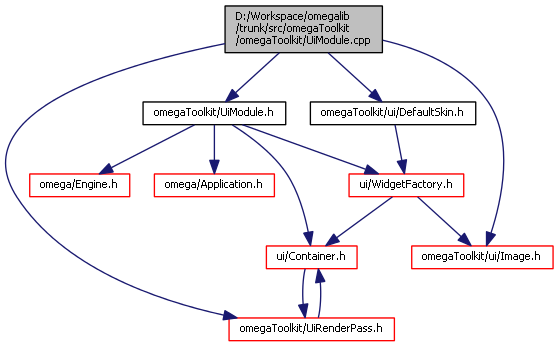 D:/Workspace/omegalib
/trunk/src/omegaToolkit
/omegaToolkit/UiModule.cpp
omegaToolkit/UiModule.h
omegaToolkit/ui/DefaultSkin.h
omega/Engine.h
omega/Application.h
ui/WidgetFactory.h
ui/Container.h
omegaToolkit/ui/Image.h
omegaToolkit/UiRenderPass.h